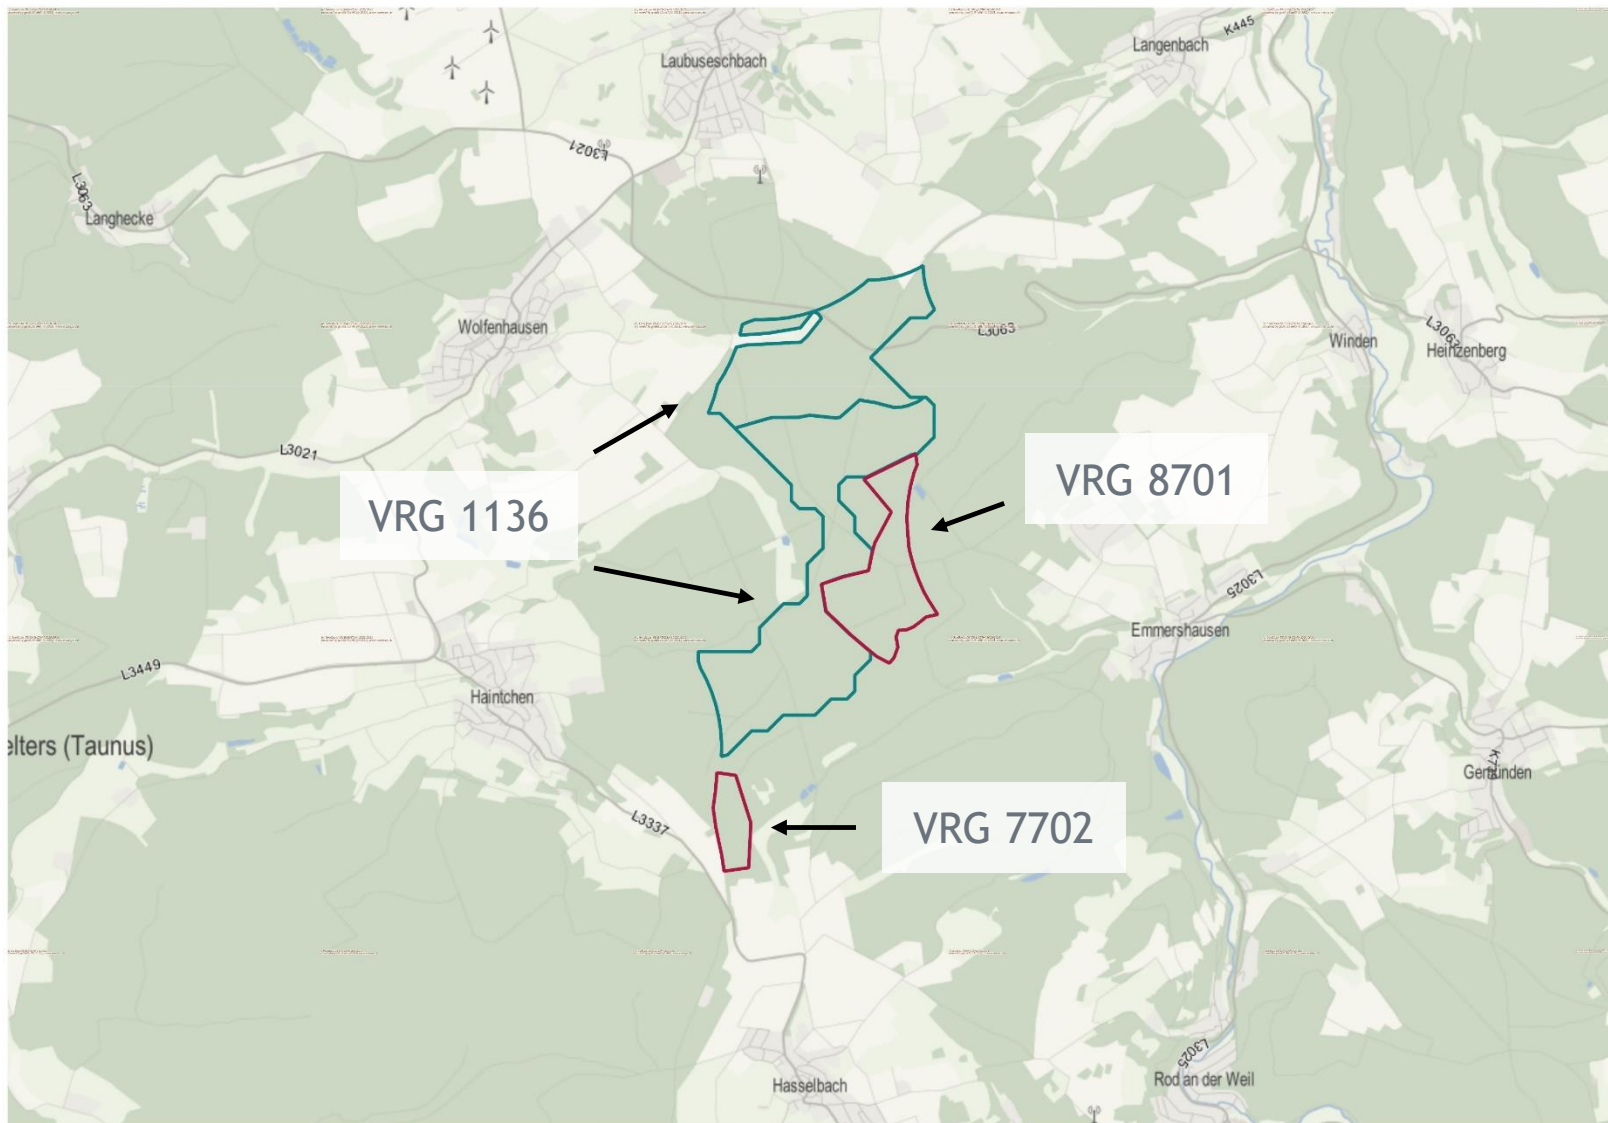 K445
Langenbach
Laubuseschbach
L3021
L3063
Langhecke
Wolfenhausen
L3063
Winden
L3063
Heinzenberg
L3021
VRG 1136
VRG 8701
L3025
Emmershausen
L3449
Haintchen
elters (Taunus)
Gemünden
L3337
VRG 7702
L3025
Rod an der Weil
Hasselbach